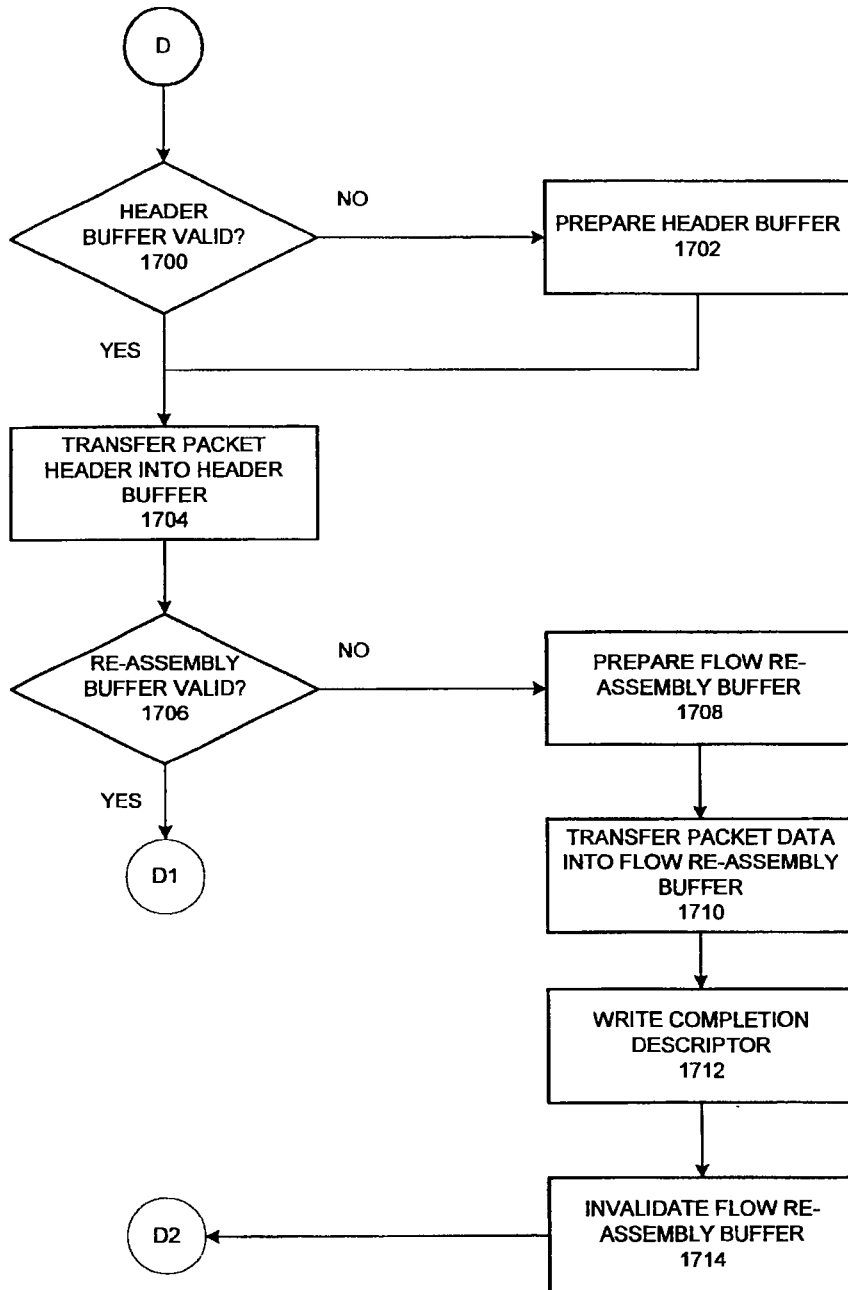 D
HEADER
BUFFER VALID?
1700
NO
PREPARE HEADER BUFFER
1702
YES
TRANSFER PACKET
HEADER INTO HEADER
BUFFER
1704
RE-ASSEMBLY
BUFFER VALID?
1706
NO
PREPARE FLOW RE-
ASSEMBLY BUFFER
1708
YES
D1
TRANSFER PACKET DATA
INTO FLOW RE-ASSEMBLY
BUFFER
1710
WRITE COMPLETION
DESCRIPTOR
1712
INVALIDATE FLOW RE-
ASSEMBLY BUFFER
1714
D2